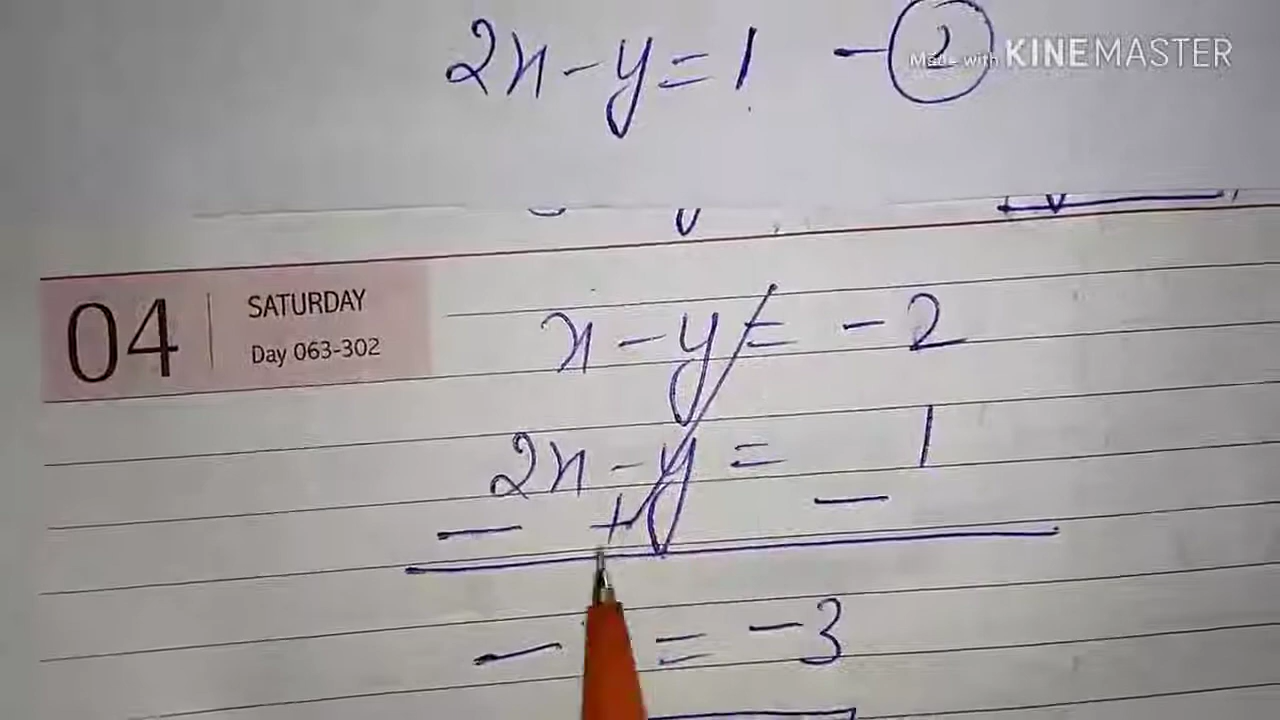 2x - y = 1 - 2
Made with KINEMASTER
04 SATURDAY
Day 063-302
x - y = - 2
2x - y = 1
- + -
- = -3